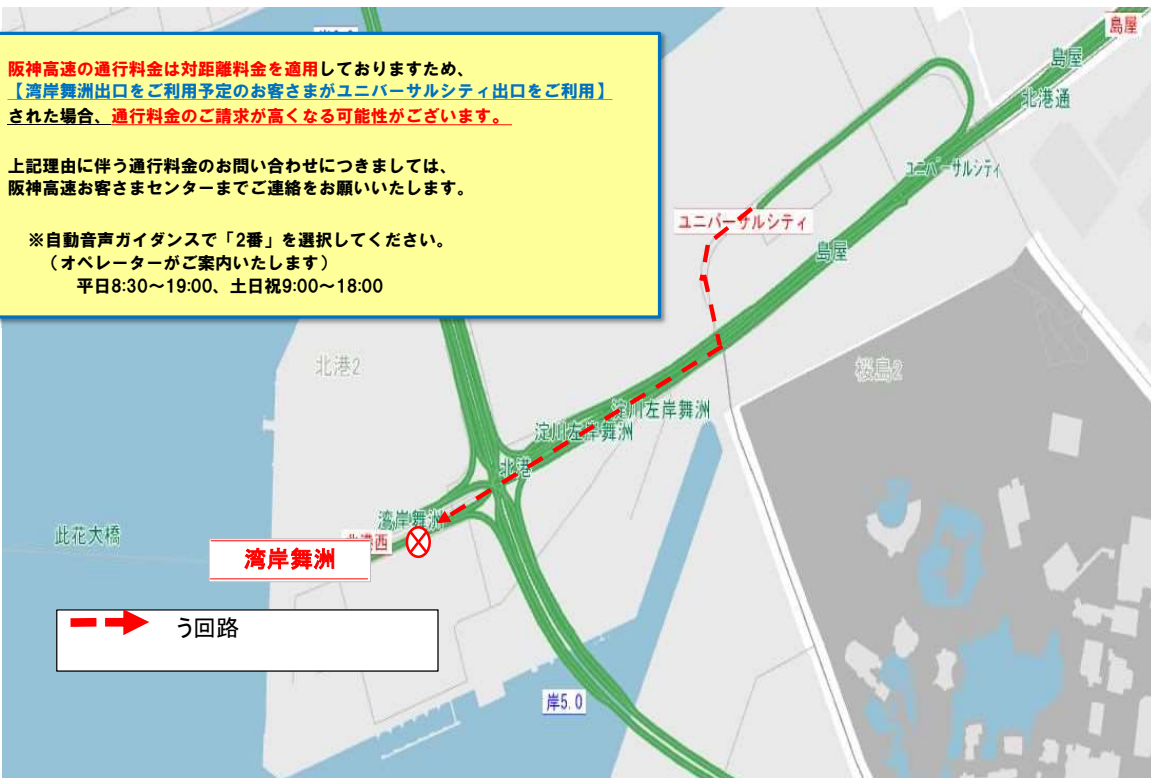 阪神高速の通行料金は対距離料金を適用しておりますため、
【湾岸舞洲出口をご利用予定のお客さまがユニバーサルシティ出口をご利用】
された場合、通行料金のご請求が高くなる可能性がございます。
上記理由に伴う通行料金のお問い合わせにつきましては、
阪神高速お客さまセンターまでご連絡をお願いいたします。
※自動音声ガイダンスで「2番」を選択してください。
（オペレーターがご案内いたします）
平日8:30～19:00、土日祝9:00～18:00
島屋
島屋
北港通
ユニバーサルシティ
ユニバーサルシティ
島屋
北港2
桜島2
淀川左岸舞洲
淀川左岸舞洲
北港
湾岸舞洲
北港西
此花大橋
湾岸舞洲
う回路
岸5.0